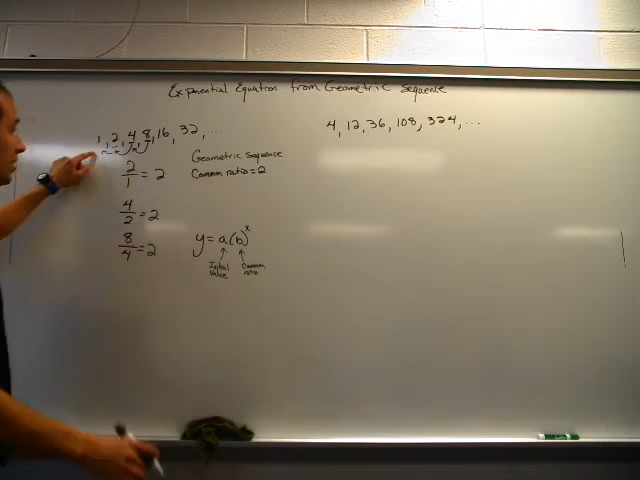 Exponential Equation from Geometric Sequence
1, 2, 4, 8, 16, 32, ...
Geometric Sequence
Common ratio = 2
2/1 = 2
4/2 = 2
8/4 = 2
y = a(b)^x
Initial Value
Common ratio
4, 12, 36, 108, 324, ...